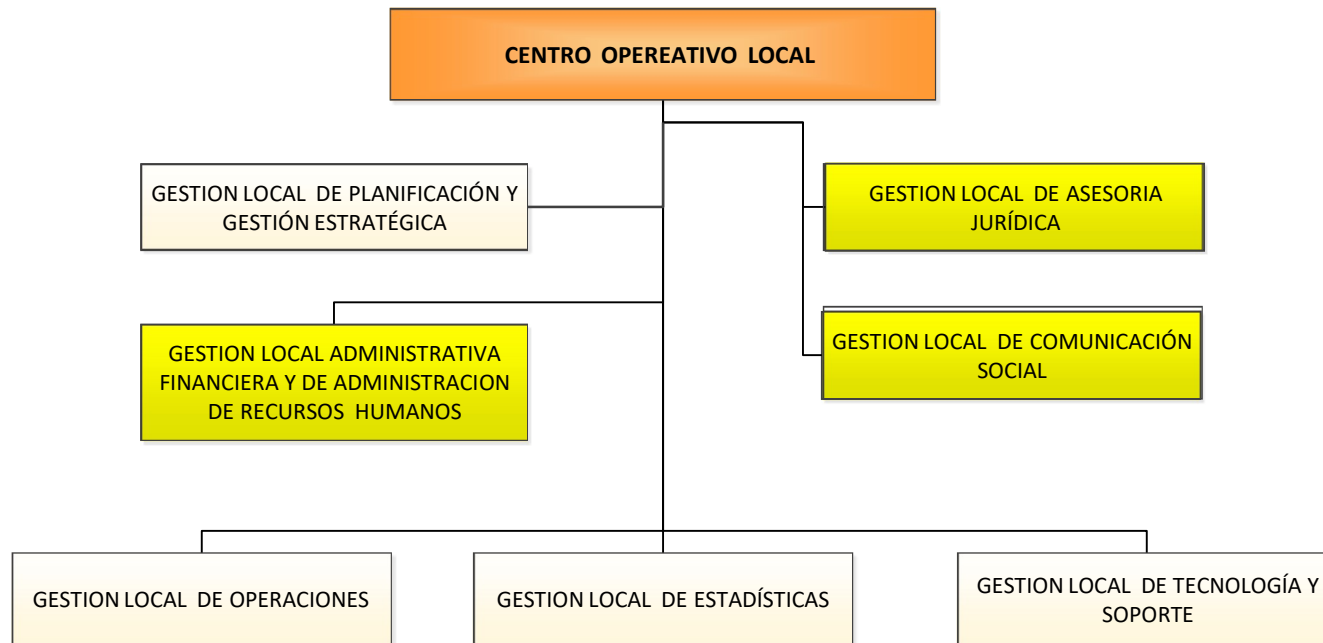 CENTRO OPEREATIVO LOCAL
GESTION LOCAL DE PLANIFICACIÓN Y
GESTIÓN ESTRATÉGICA
GESTION LOCAL DE ASESORIA
JURÍDICA
GESTION LOCAL ADMINISTRATIVA
FINANCIERA Y DE ADMINISTRACION
DE RECURSOS HUMANOS
GESTION LOCAL DE COMUNICACIÓN
SOCIAL
GESTION LOCAL DE OPERACIONES
GESTION LOCAL DE ESTADÍSTICAS
GESTION LOCAL DE TECNOLOGÍA Y
SOPORTE